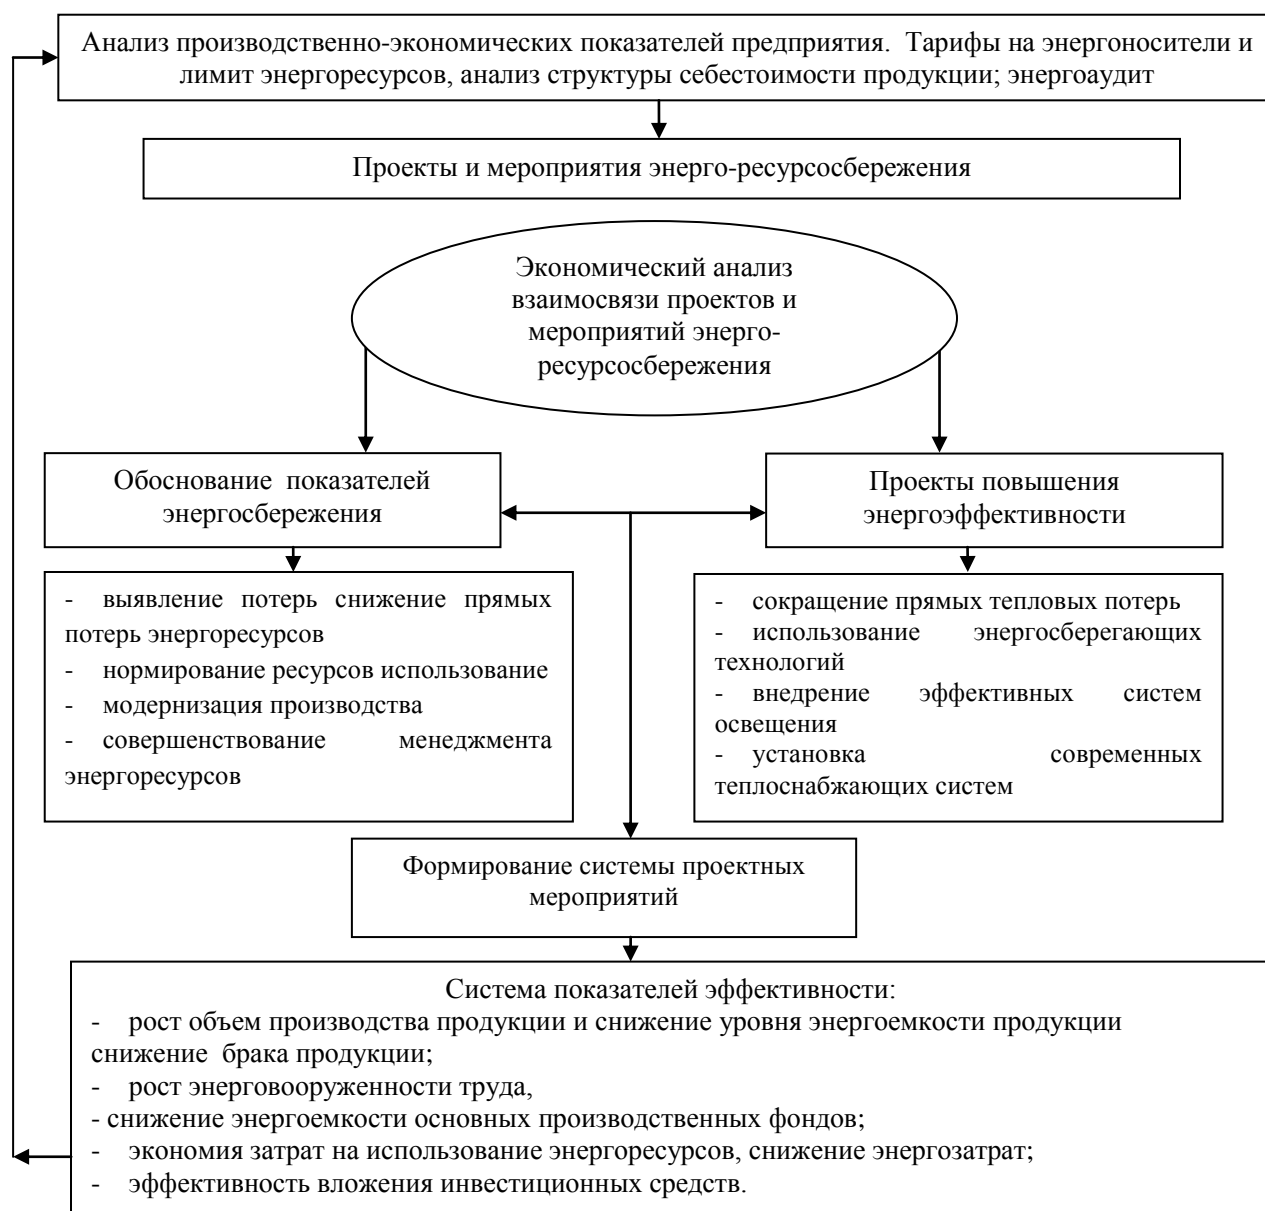 Анализ производственно-экономических показателей предприятия.  Тарифы на энергоносители и
лимит энергоресурсов, анализ структуры себестоимости продукции; энергоаудит
Проекты и мероприятия энерго-ресурсосбережения
Экономический анализ
взаимосвязи проектов и
мероприятий энерго-
ресурсосбережения
Обоснование  показателей
энергосбережения
Проекты повышения
энергоэффективности
- выявление потерь снижение прямых
потерь энергоресурсов
- нормирование ресурсов использование
- модернизация производства
- совершенствование менеджмента
энергоресурсов
- сокращение прямых тепловых потерь
- использование энергосберегающих
технологий
- внедрение эффективных систем
освещения
- установка современных
теплоснабжающих систем
Формирование системы проектных
мероприятий
Система показателей эффективности:
- рост объем производства продукции и снижение уровня энергоемкости продукции
снижение  брака продукции;
- рост энерговооруженности труда,
- снижение энергоемкости основных производственных фондов;
- экономия затрат на использование энергоресурсов, снижение энергозатрат;
- эффективность вложения инвестиционных средств.